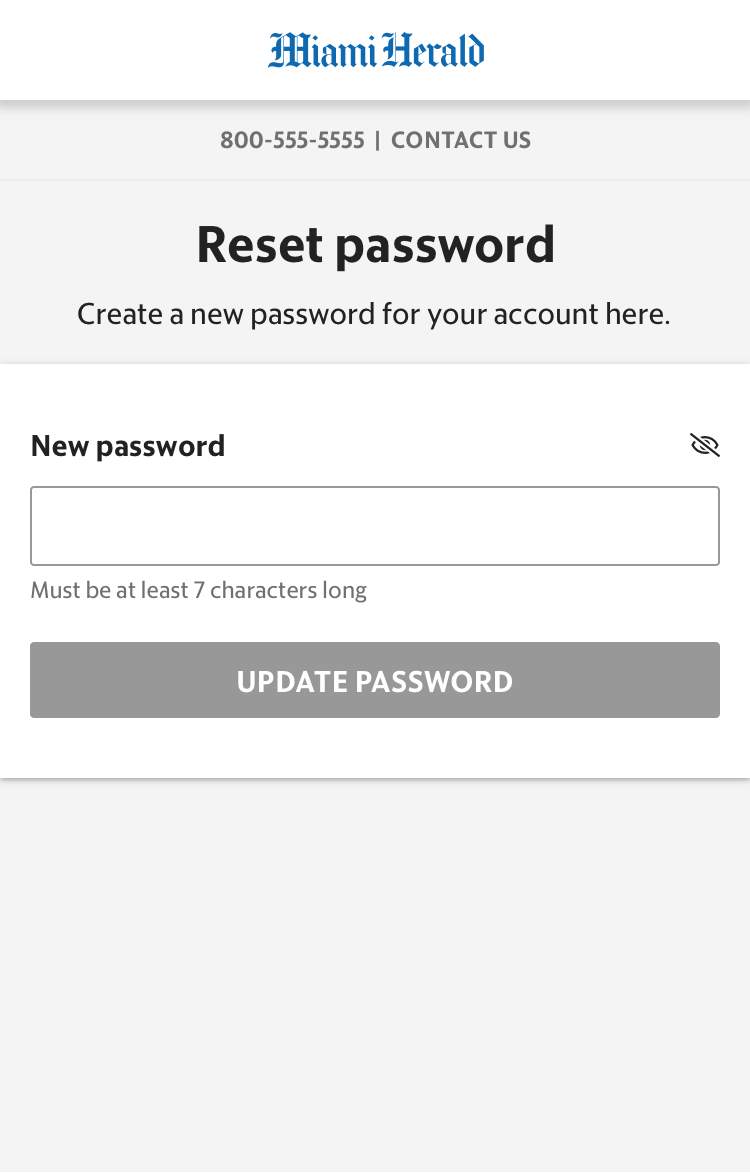 Miami Herald
800-555-5555 | CONTACT US
Reset password
Create a new password for your account here.
New password
Must be at least 7 characters long
UPDATE PASSWORD